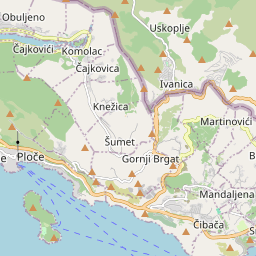 Obuljeno
Uskoplje
Čajkovići
Komolac
Čajkovica
Ivanica
Knežica
Martinovići
Šumet
Ploče
Gornji Brgat
Mandaljena
Čibača